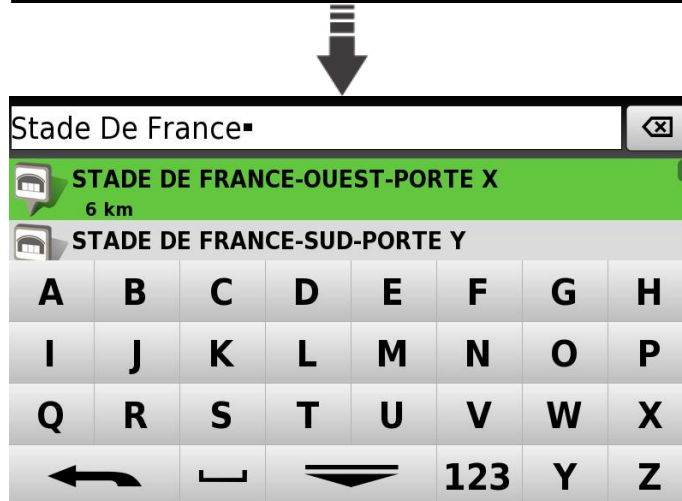 Stade De France
STADE DE FRANCE-OUEST-PORTE X
6 km
STADE DE FRANCE-SUD-PORTE Y
A B C D E F G H
I J K L M N O P
Q R S T U V W X
123 Y Z